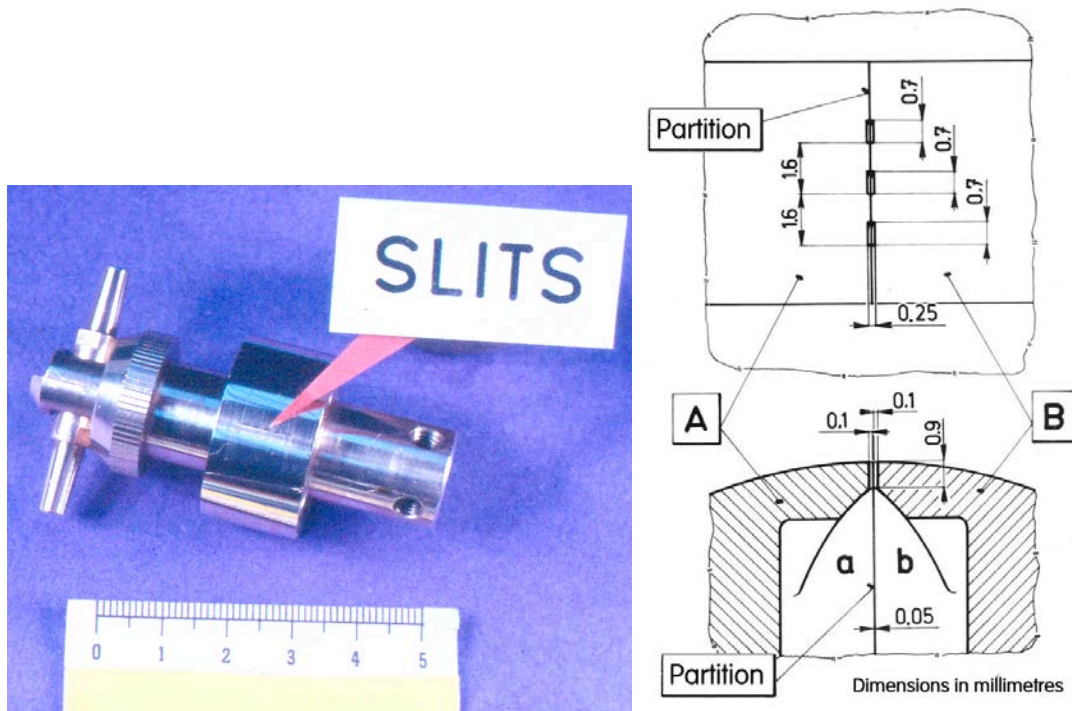 SLITS
0 1 2 3 4 5
Partition
0.7
0.7
0.7
1.6
1.6
0.25
A
B
0.1
0.1
0.9
a
b
0.05
Partition
Dimensions in millimetres